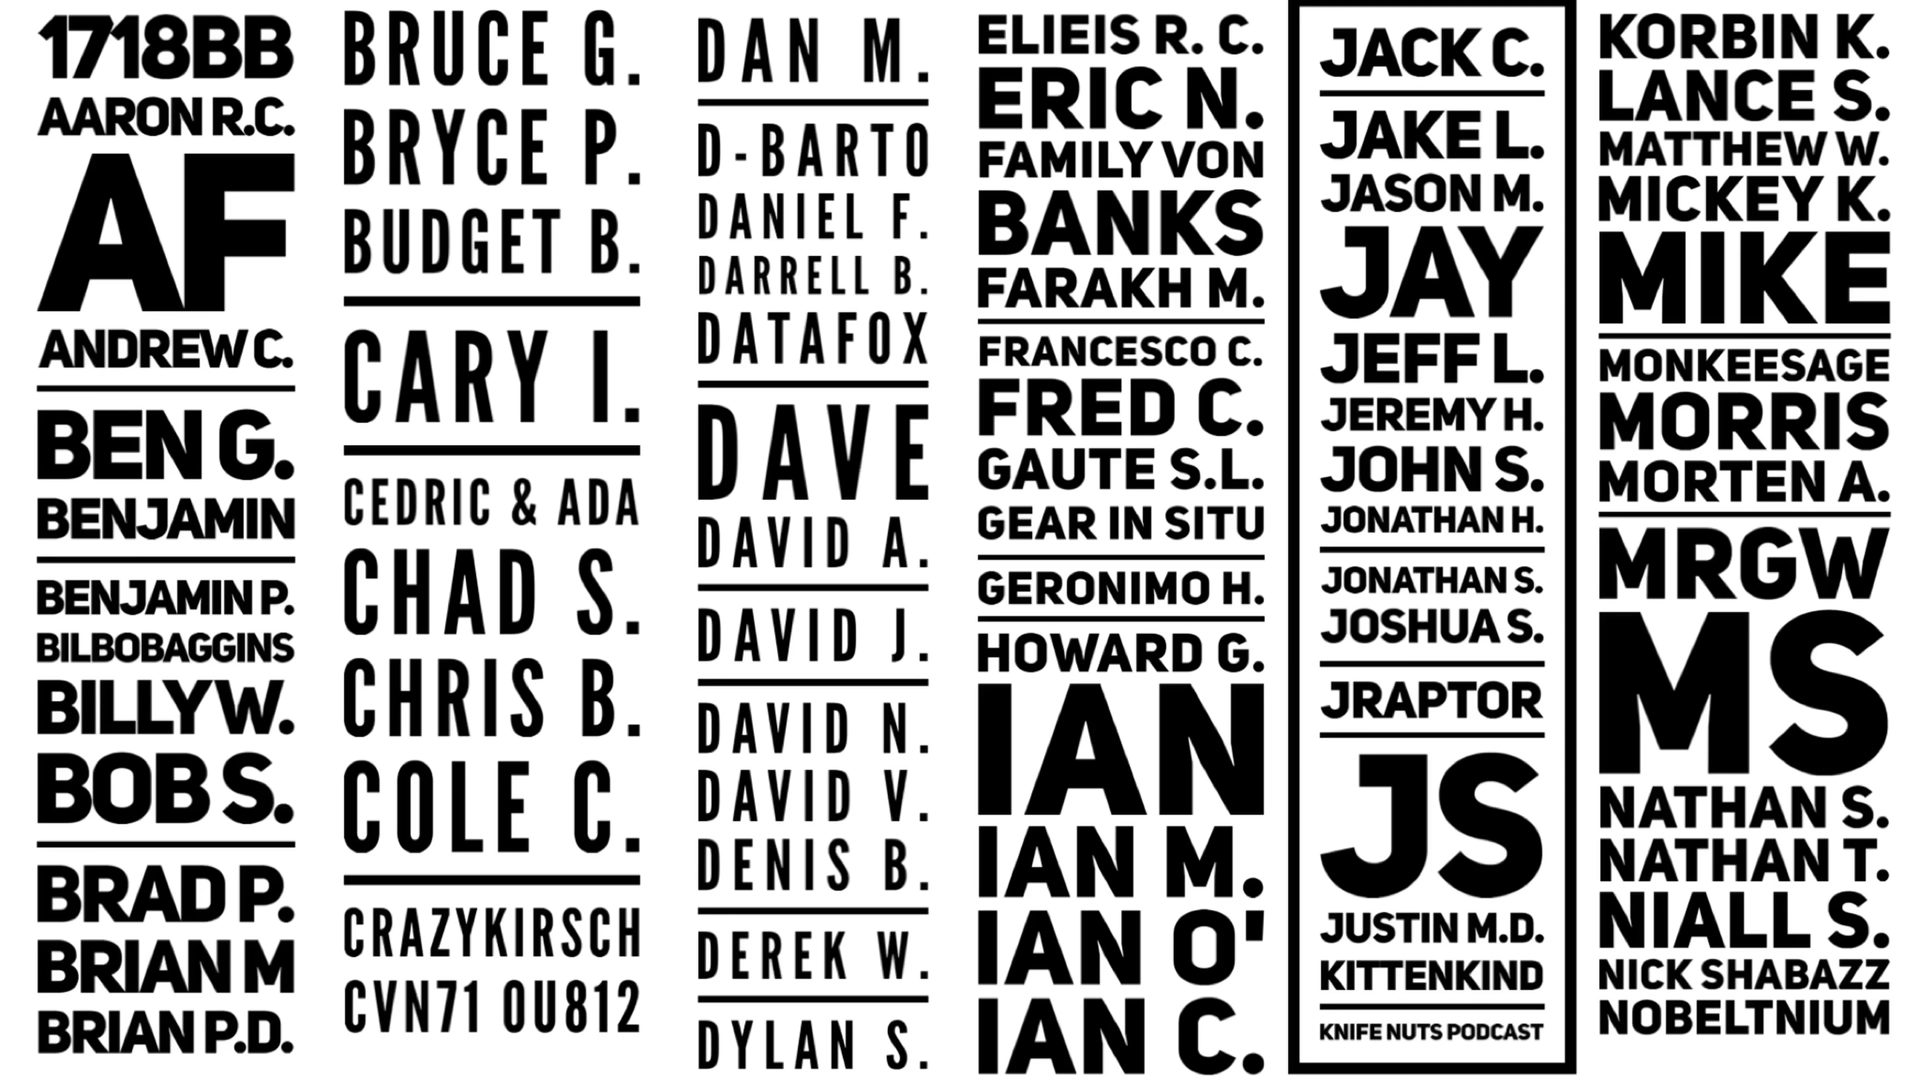 1718BB
AARON R.C.
AF
ANDREW C.
BEN G.
BENJAMIN
BENJAMIN P.
BILBOBAGGINS
BILLY W.
BOB S.
BRAD P.
BRIAN M
BRIAN P.D.
BRUCE G.
BRYCE P.
BUDGET B.
CARY I.
CEDRIC & ADA
CHAD S.
CHRIS B.
COLE C.
CRAZYKIRSCH
CVN71 OU812
DAN M.
D-BARTO
DANIEL F.
DARRELL B.
DATAFOX
DAVE
DAVID A.
DAVID J.
DAVID N.
DAVID V.
DENIS B.
DEREK W.
DYLAN S.
ELIEIS R. C.
ERIC N.
FAMILY VON
BANKS
FARAKH M.
FRANCESCO C.
FRED C.
GAUTE S.L.
GEAR IN SITU
GERONIMO H.
HOWARD G.
IAN
IAN M.
IAN O'
IAN C.
JACK C.
JAKE L.
JASON M.
JAY
JEFF L.
JEREMY H.
JOHN S.
JONATHAN H.
JONATHAN S.
JOSHUA S.
JRAPTOR
JS
JUSTIN M.D.
KITTENKIND
KNIFE NUTS PODCAST
KORBIN K.
LANCE S.
MATTHEW W.
MICKEY K.
MIKE
MONKEESAGE
MORRIS
MORTEN A.
MRGW
MS
NATHAN S.
NATHAN T.
NIALL S.
NICK SHABAZZ
NOBELTNIUM